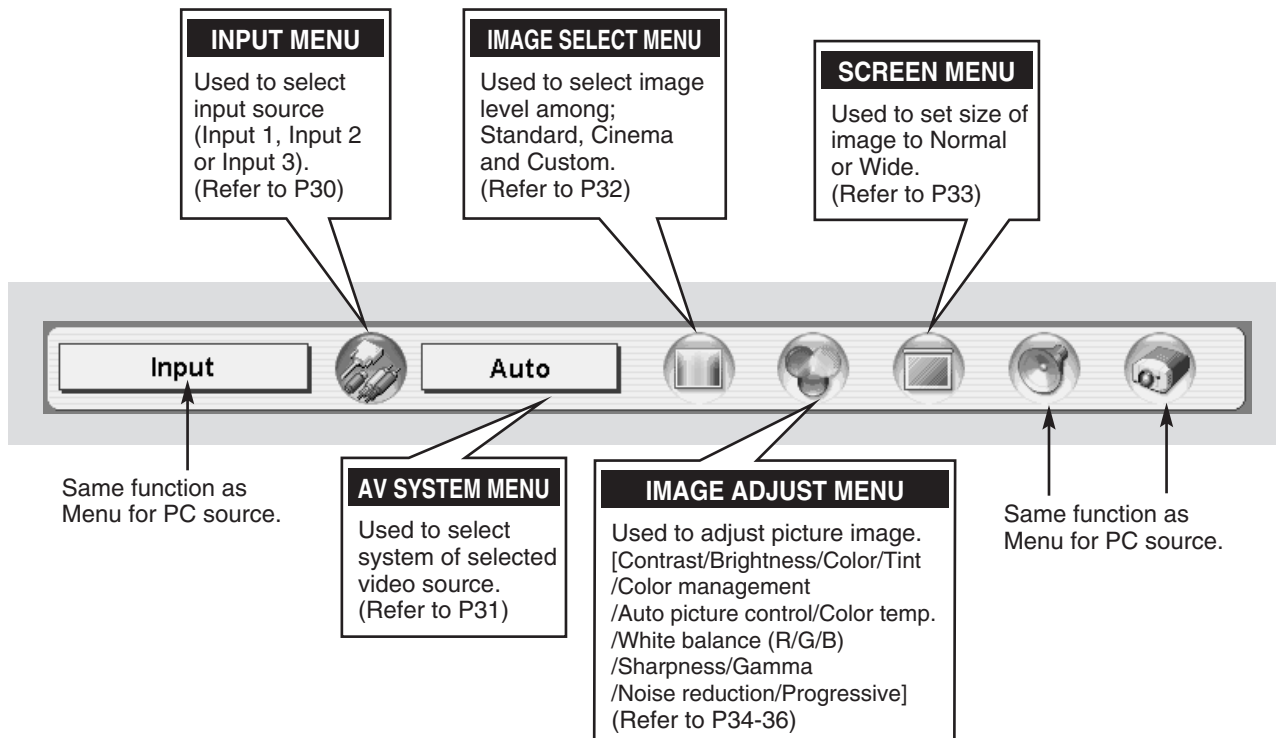 INPUT MENU
Used to select
input source
(Input 1, Input 2
or Input 3).
(Refer to P30)
IMAGE SELECT MENU
Used to select image
level among;
Standard, Cinema
and Custom.
(Refer to P32)
SCREEN MENU
Used to set size of
image to Normal
or Wide.
(Refer to P33)
Input
Auto
Same function as
Menu for PC source.
AV SYSTEM MENU
Used to select
system of selected
video source.
(Refer to P31)
IMAGE ADJUST MENU
Used to adjust picture image.
[Contrast/Brightness/Color/Tint
/Color management
/Auto picture control/Color temp.
/White balance (R/G/B)
/Sharpness/Gamma
/Noise reduction/Progressive]
(Refer to P34-36)
Same function as
Menu for PC source.